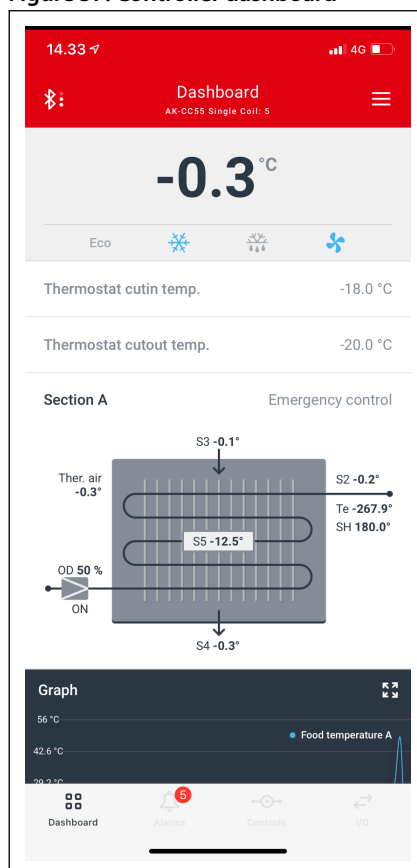 14.33
4G
Dashboard
AK-CC55 Single Coil: 5
-0.3 °C
Eco
Thermostat cutin temp. -18.0 °C
Thermostat cutout temp. -20.0 °C
Section A Emergency control
S3 -0.1°
Ther. air
-0.3°
S2 -0.2°
Te -267.9°
SH 180.0°
S5 -12.5°
OD 50 %
ON
S4 -0.3°
Graph
56 °C
Food temperature A
42.6 °C
29.2 °C
5
Dashboard Alarms Controls I/O